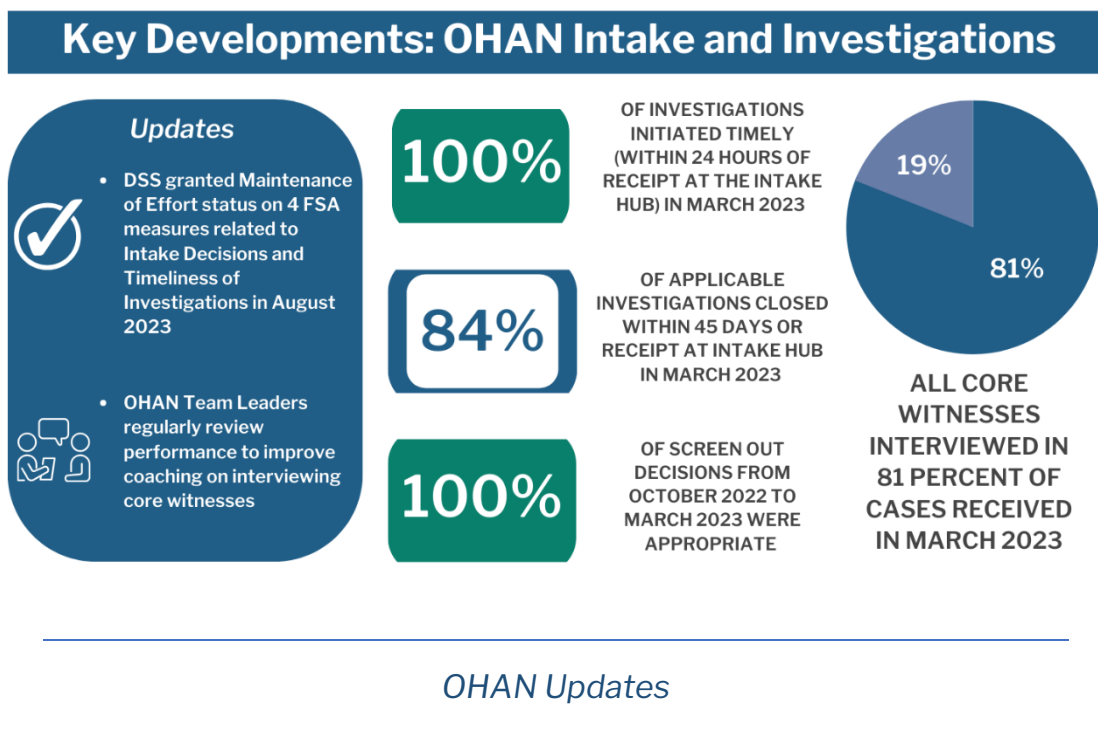 Key Developments: OHAN Intake and Investigations
Updates
• DSS granted Maintenance
of Effort status on 4 FSA
measures related to
Intake Decisions and
Timeliness of
Investigations in August
2023
• OHAN Team Leaders
regularly review
performance to improve
coaching on interviewing
core witnesses
100%
OF INVESTIGATIONS
INITIATED TIMELY
(WITHIN 24 HOURS OF
RECEIPT AT THE INTAKE
HUB) IN MARCH 2023
84%
OF APPLICABLE
INVESTIGATIONS CLOSED
WITHIN 45 DAYS OR
RECEIPT AT INTAKE HUB
IN MARCH 2023
100%
OF SCREEN OUT
DECISIONS FROM
OCTOBER 2022 TO
MARCH 2023 WERE
APPROPRIATE
19%
81%
ALL CORE
WITNESSES
INTERVIEWED IN
81 PERCENT OF
CASES RECEIVED
IN MARCH 2023
OHAN Updates